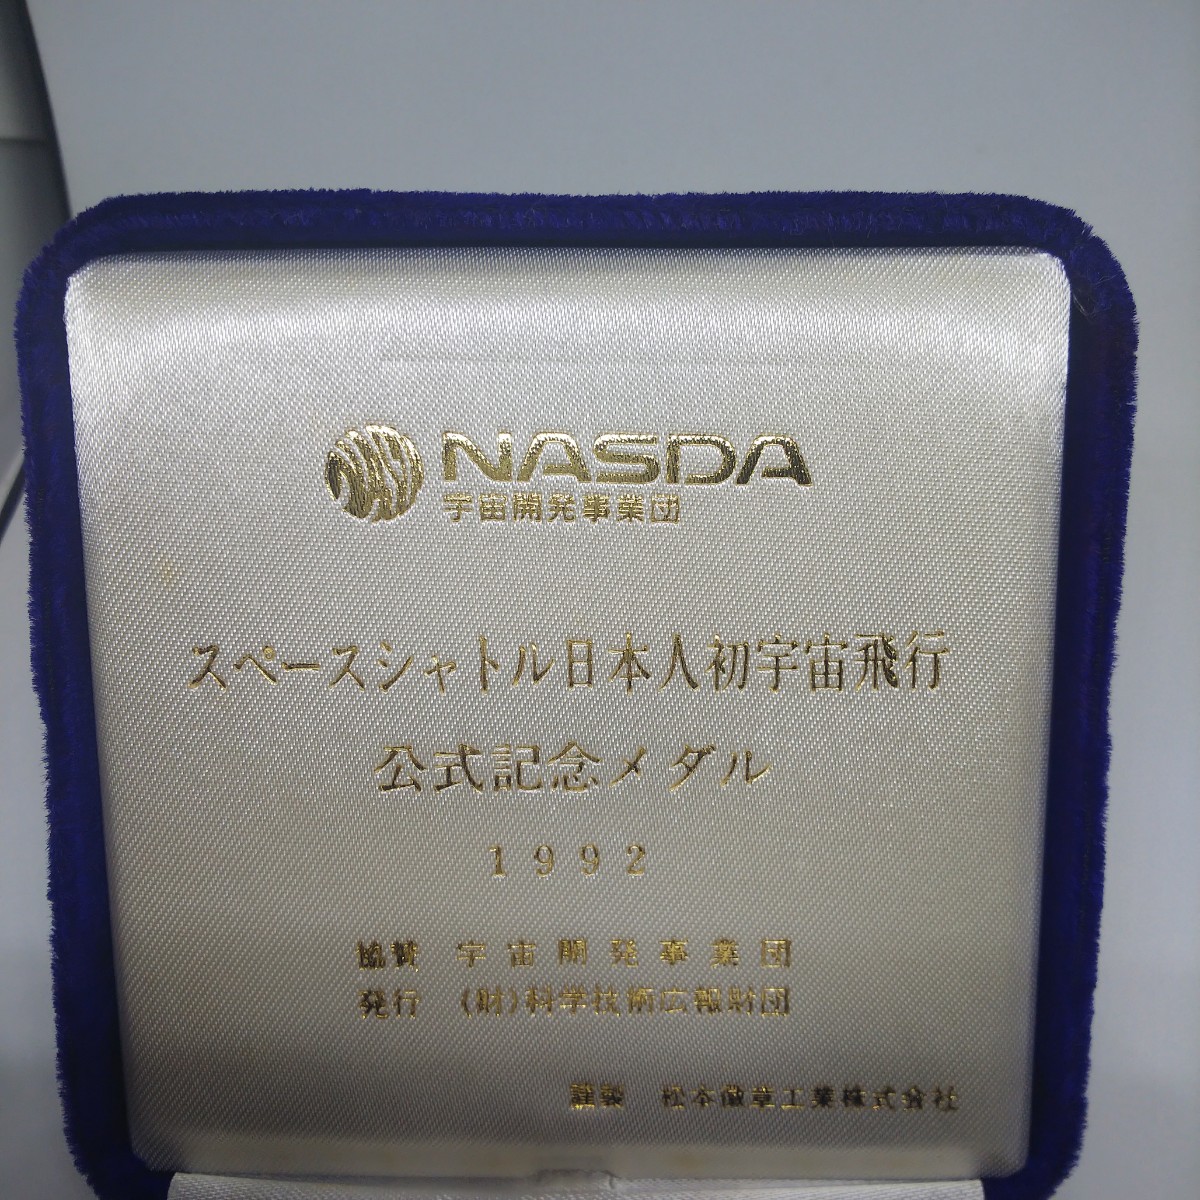 NASDA
宇宙開発事業団
スペースシャトル日本人初宇宙飛行
公式記念メダル
1992
協賛 宇宙開発事業団
発行 (財)科学技術広報財団
謹製 松本徽章工業株式会社